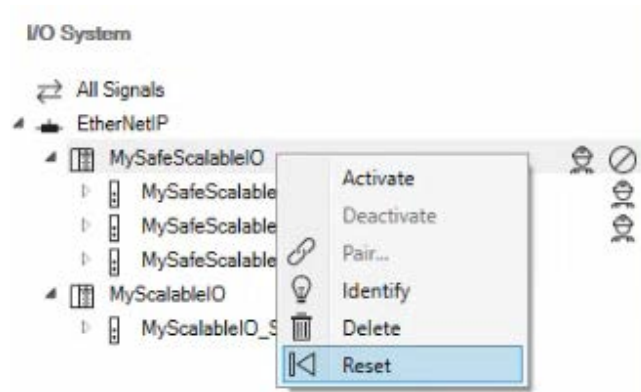 I/O System
All Signals
EtherNetIP
MySafeScalableIO
MySafeScalable
MySafeScalable
MySafeScalable
MyScalableIO
MyScalableIO_S
Activate
Deactivate
Pair...
Identify
Delete
Reset